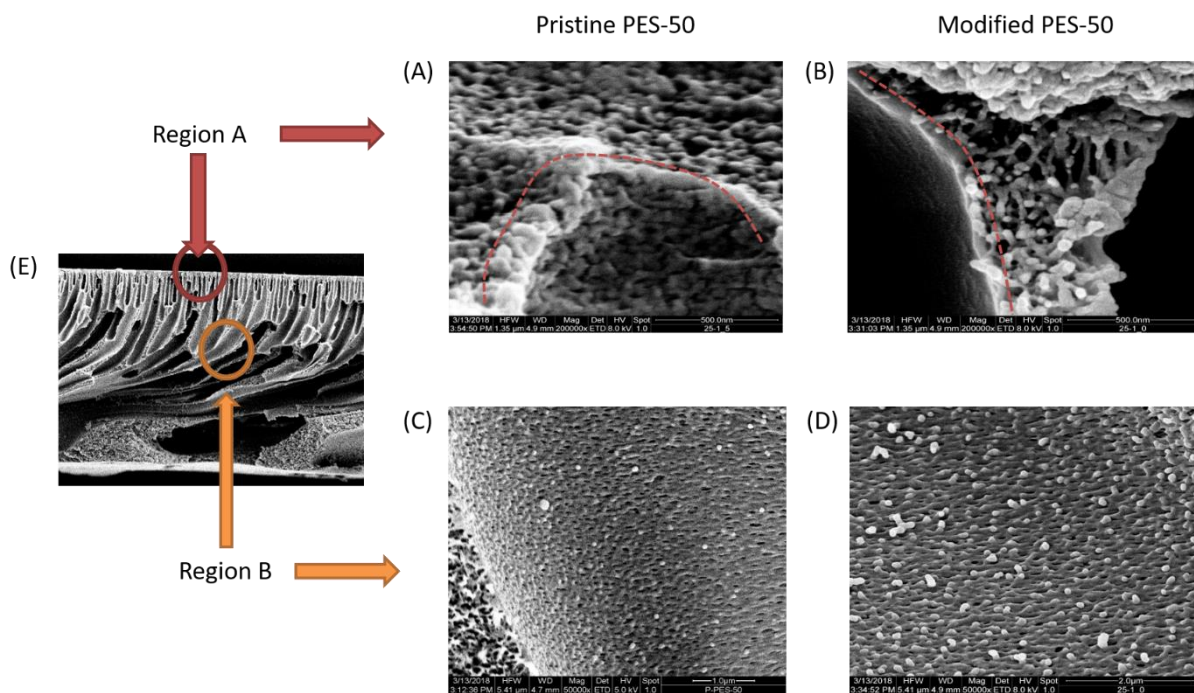 Pristine PES-50
Modified PES-50
(A)
(B)
Region A
(E)
3/13/2018 HFW WD Mag Det HV Spot 500.0nm
3:54:50 PM 1.35 µm 4.9 mm 200000x ETD 8.0 kV 1.0 25-1_5
3/13/2018 HFW WD Mag Det HV Spot 500.0nm
3:31:03 PM 1.35 µm 4.9 mm 200000x ETD 8.0 kV 1.0 25-1_0
(C)
(D)
Region B
3/13/2018 HFW WD Mag Det HV Spot 1.0µm
3:12:36 PM 5.41 µm 4.7 mm 50000x ETD 5.0 kV 1.0 P-PES-50
3/13/2018 HFW WD Mag Det HV Spot 2.0µm
3:34:52 PM 5.41 µm 4.9 mm 50000x ETD 8.0 kV 1.0 25-1_0